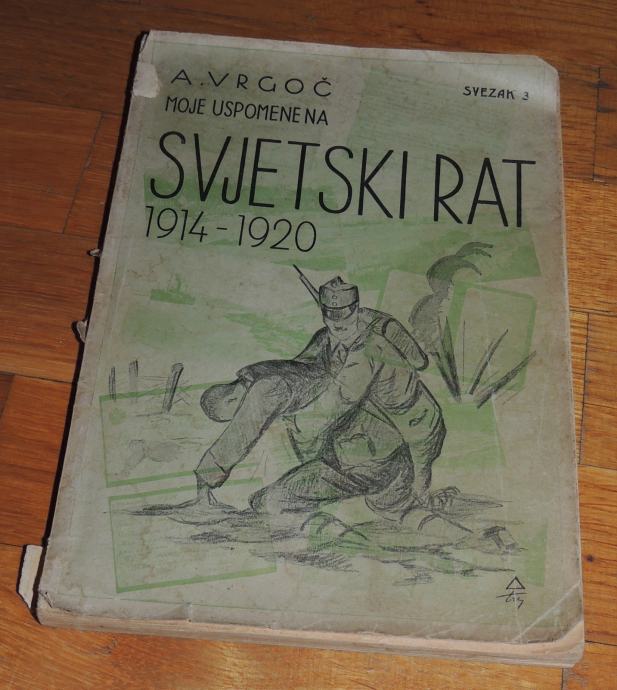 A. VRGOČ
SVEZAK 3
MOJE USPOMENE NA
SVJETSKI RAT
1914 - 1920